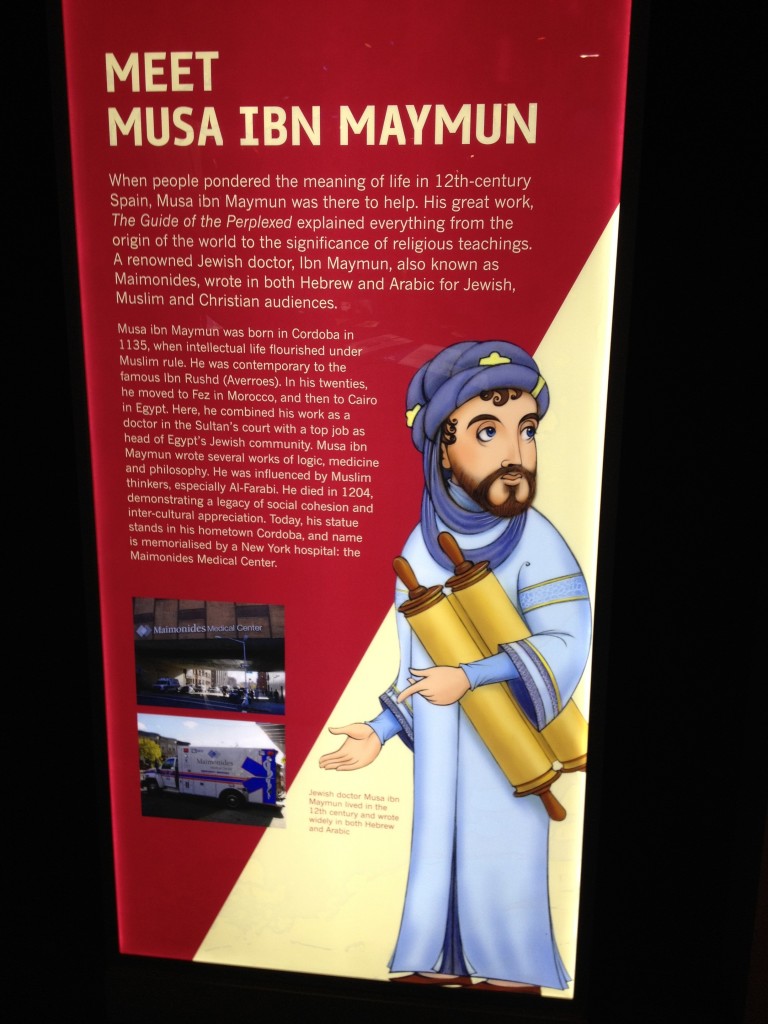 MEET
MUSA IBN MAYMUN
When people pondered the meaning of life in 12th-century
Spain, Musa ibn Maymun was there to help. His great work,
The Guide of the Perplexed explained everything from the
origin of the world to the significance of religious teachings.
A renowned Jewish doctor, Ibn Maymun, also known as
Maimonides, wrote in both Hebrew and Arabic for Jewish,
Muslim and Christian audiences.
Musa ibn Maymun was born in Cordoba in
1135, when intellectual life flourished under
Muslim rule. He was contemporary to the
famous Ibn Rushd (Averroes). In his twenties,
he moved to Fez in Morocco, and then to Cairo
in Egypt. Here, he combined his work as a
doctor in the Sultan's court with a top job as
head of Egypt's Jewish community. Musa ibn
Maymun wrote several works of logic, medicine
and philosophy. He was influenced by Muslim
thinkers, especially Al-Farabi. He died in 1204,
demonstrating a legacy of social cohesion and
inter-cultural appreciation. Today, his statue
stands in his hometown Cordoba, and name
is memorialised by a New York hospital: the
Maimonides Medical Center.
Maimonides Medical Center
Maimonides
Jewish doctor Musa ibn
Maymun lived in the
12th century and wrote
widely in both Hebrew
and Arabic